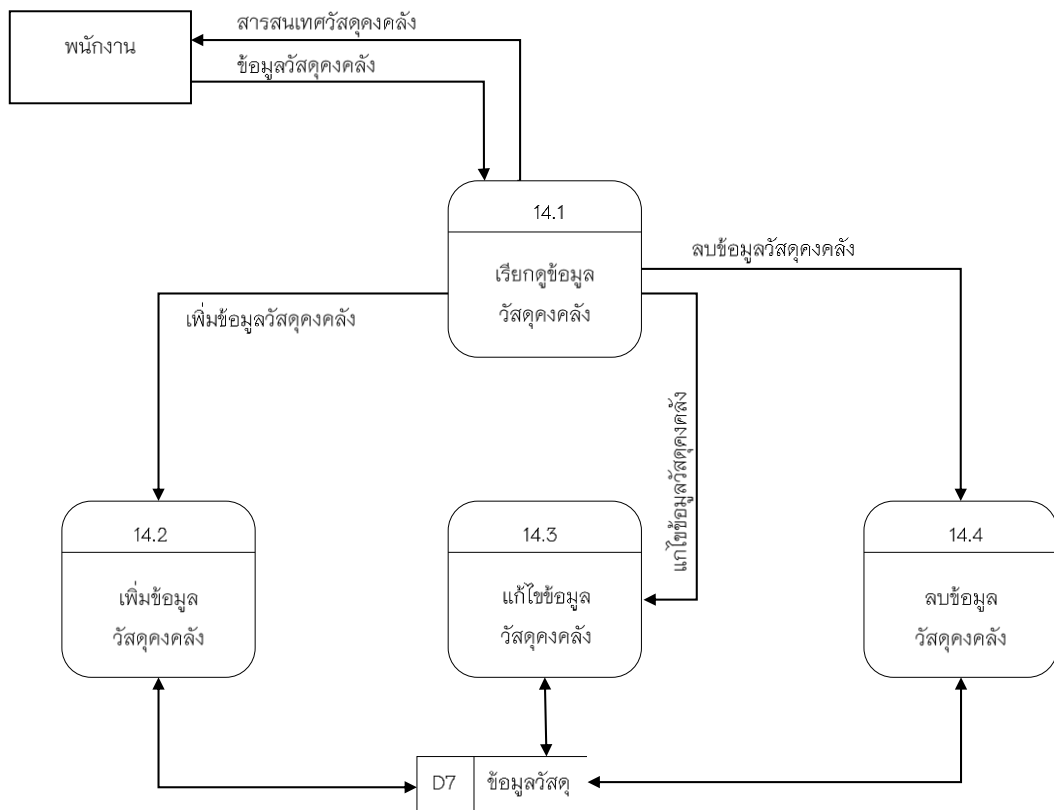 สารสนเทศวัสดุคงคลัง
พนักงาน
ข้อมูลวัสดุคงคลัง
14.1
เรียกดูข้อมูล
วัสดุคงคลัง
ลบข้อมูลวัสดุคงคลัง
เพิ่มข้อมูลวัสดุคงคลัง
แก้ไขข้อมูลวัสดุคงคลัง
14.2
เพิ่มข้อมูล
วัสดุคงคลัง
14.3
แก้ไขข้อมูล
วัสดุคงคลัง
14.4
ลบข้อมูล
วัสดุคงคลัง
D7 ข้อมูลวัสดุ